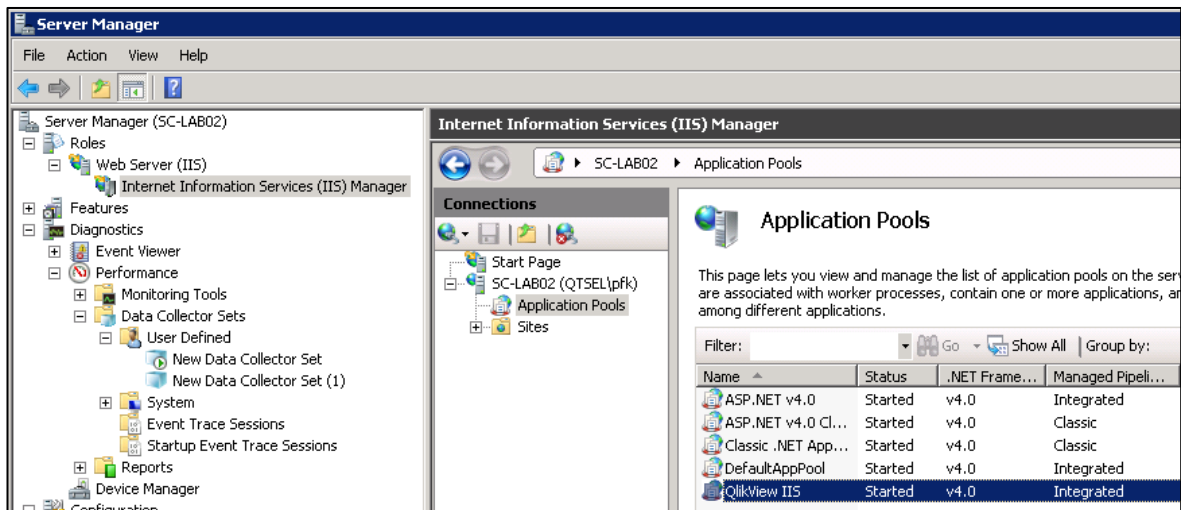 Server Manager
File Action View Help
Server Manager (SC-LAB02)
Roles
Web Server (IIS)
Internet Information Services (IIS) Manager
Features
Diagnostics
Event Viewer
Performance
Monitoring Tools
Data Collector Sets
User Defined
New Data Collector Set
New Data Collector Set (1)
System
Event Trace Sessions
Startup Event Trace Sessions
Reports
Device Manager
Configuration
Internet Information Services (IIS) Manager
SC-LAB02 Application Pools
Connections
Start Page
SC-LAB02 (QTSEL\pfk)
Application Pools
Sites
Application Pools
This page lets you view and manage the list of application pools on the ser
are associated with worker processes, contain one or more applications, a
among different applications.
Filter: Go Show All Group by:
Name Status .NET Frame... Managed Pipeli...
ASP.NET v4.0 Started v4.0 Integrated
ASP.NET v4.0 Cl... Started v4.0 Classic
Classic .NET App... Started v4.0 Classic
DefaultAppPool Started v4.0 Integrated
QlikView IIS Started v4.0 Integrated